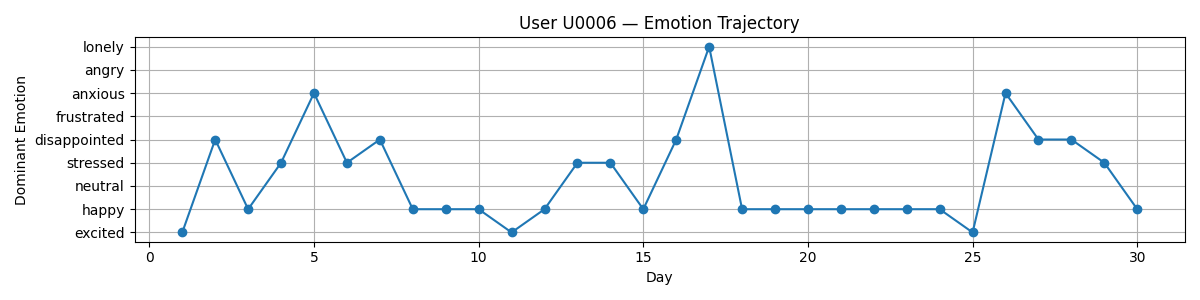 User U0006 — Emotion Trajectory
Dominant Emotion
lonely
angry
anxious
frustrated
disappointed
stressed
neutral
happy
excited
0 5 10 15 20 25 30
Day